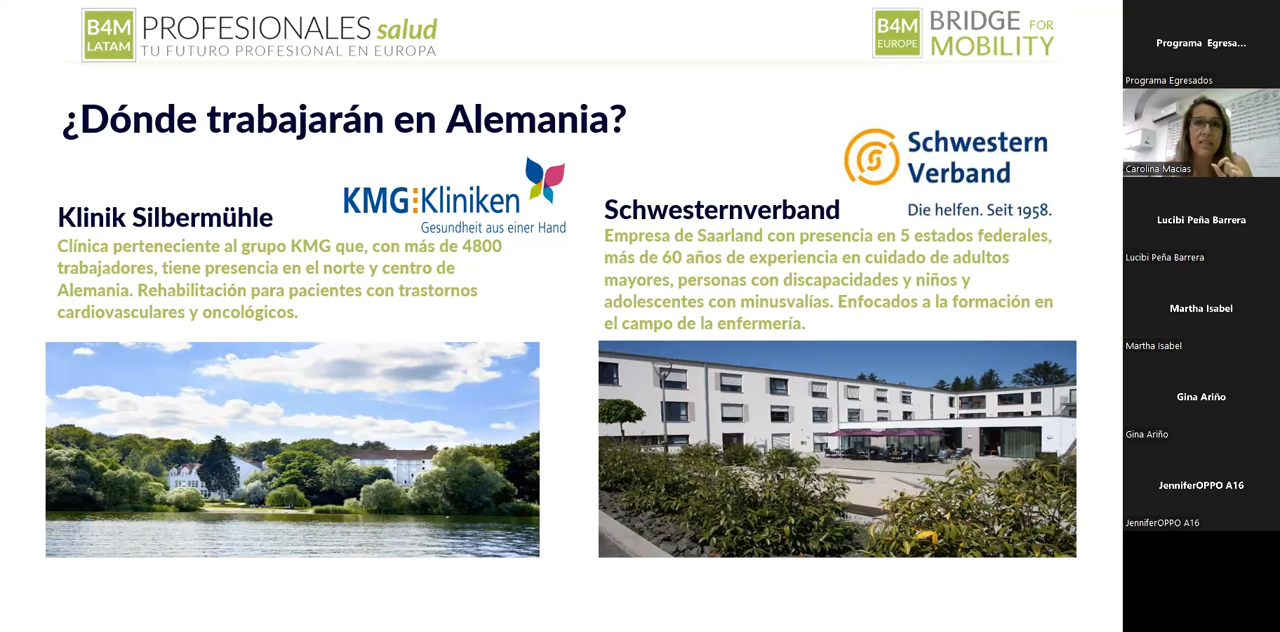 B4M
LATAM
PROFESIONALES salud
TU FUTURO PROFESIONAL EN EUROPA
B4M
EUROPE
BRIDGE FOR
MOBILITY
¿Dónde trabajarán en Alemania?
KMG Kliniken
Gesundheit aus einer Hand
Klinik Silbermühle
Clínica perteneciente al grupo KMG que, con más de 4800
trabajadores, tiene presencia en el norte y centro de
Alemania. Rehabilitación para pacientes con trastornos
cardiovasculares y oncológicos.
Schwestern
Verband
Die helfen. Seit 1958.
Schwesternverband
Empresa de Saarland con presencia en 5 estados federales,
más de 60 años de experiencia en cuidado de adultos
mayores, personas con discapacidades y niños y
adolescentes con minusvalías. Enfocados a la formación en
el campo de la enfermería.
Programa Egresa...
Programa Egresados
Carolina Macias
Lucibi Peña Barrera
Lucibi Peña Barrera
Martha Isabel
Martha Isabel
Gina Ariño
Gina Ariño
JenniferOPPO A16
JenniferOPPO A16